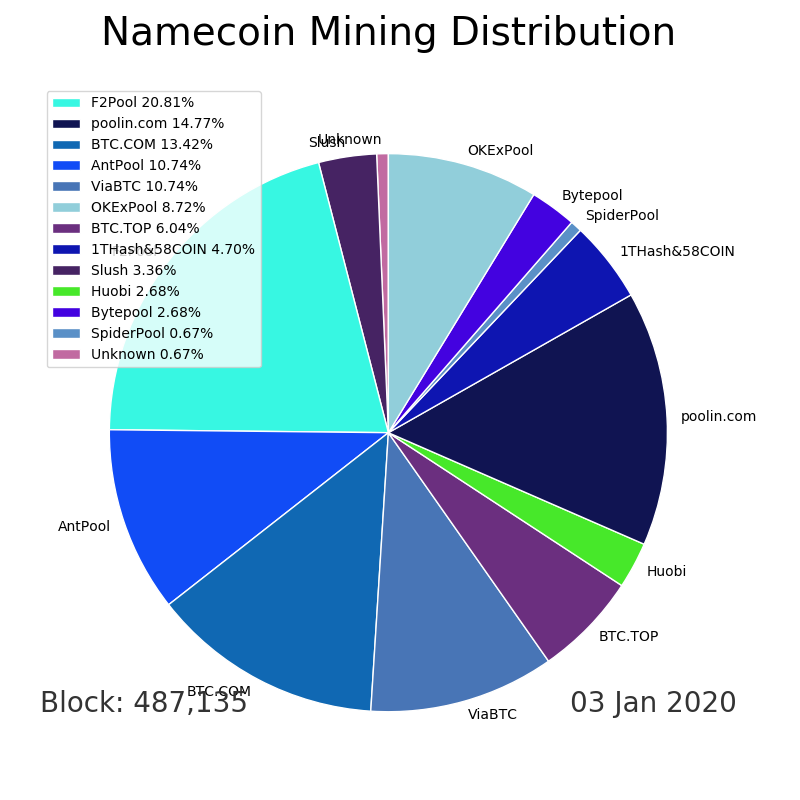 Namecoin Mining Distribution
F2Pool 20.81%
poolin.com 14.77%
BTC.COM 13.42%
AntPool 10.74%
ViaBTC 10.74%
OKExPool 8.72%
BTC.TOP 6.04%
1THash&58COIN 4.70%
Slush 3.36%
Huobi 2.68%
Bytepool 2.68%
SpiderPool 0.67%
Unknown 0.67%
Slush
Unknown
OKExPool
Bytepool
SpiderPool
1THash&58COIN
poolin.com
Huobi
BTC.TOP
ViaBTC
BTC.COM
AntPool
F2Pool
Block: 487,135
03 Jan 2020